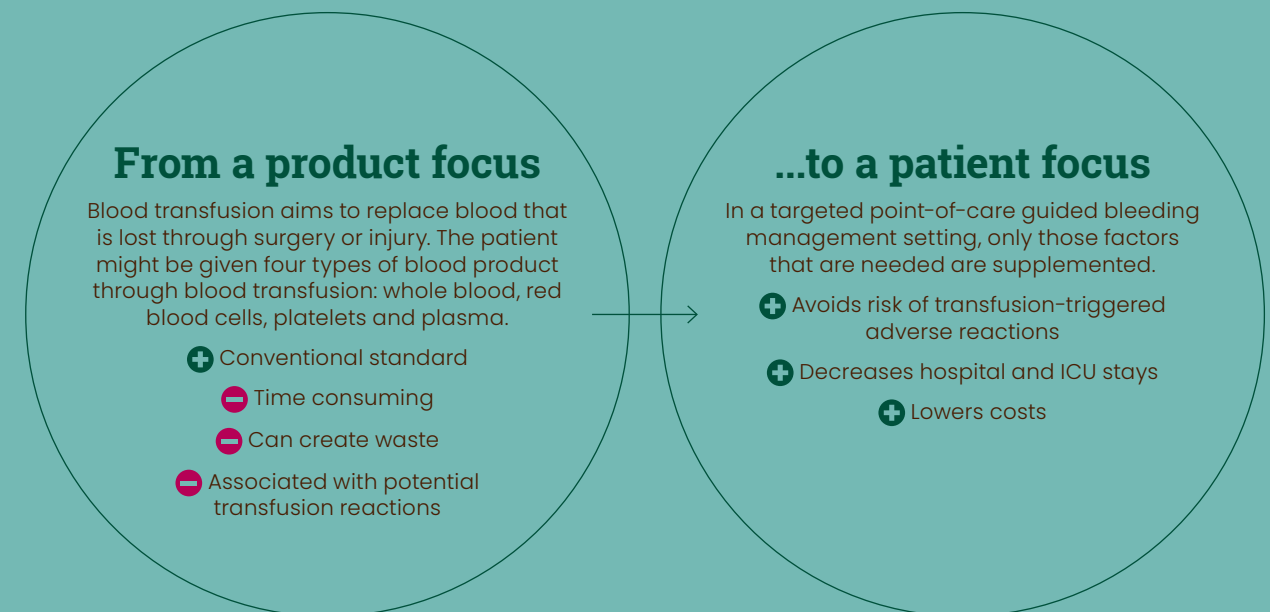 From a product focus
Blood transfusion aims to replace blood that
is lost through surgery or injury. The patient
might be given four types of blood product
through blood transfusion: whole blood, red
blood cells, platelets and plasma.
Conventional standard
Time consuming
Can create waste
Associated with potential
transfusion reactions
...to a patient focus
In a targeted point-of-care guided bleeding
management setting, only those factors
that are needed are supplemented.
Avoids risk of transfusion-triggered
adverse reactions
Decreases hospital and ICU stays
Lowers costs